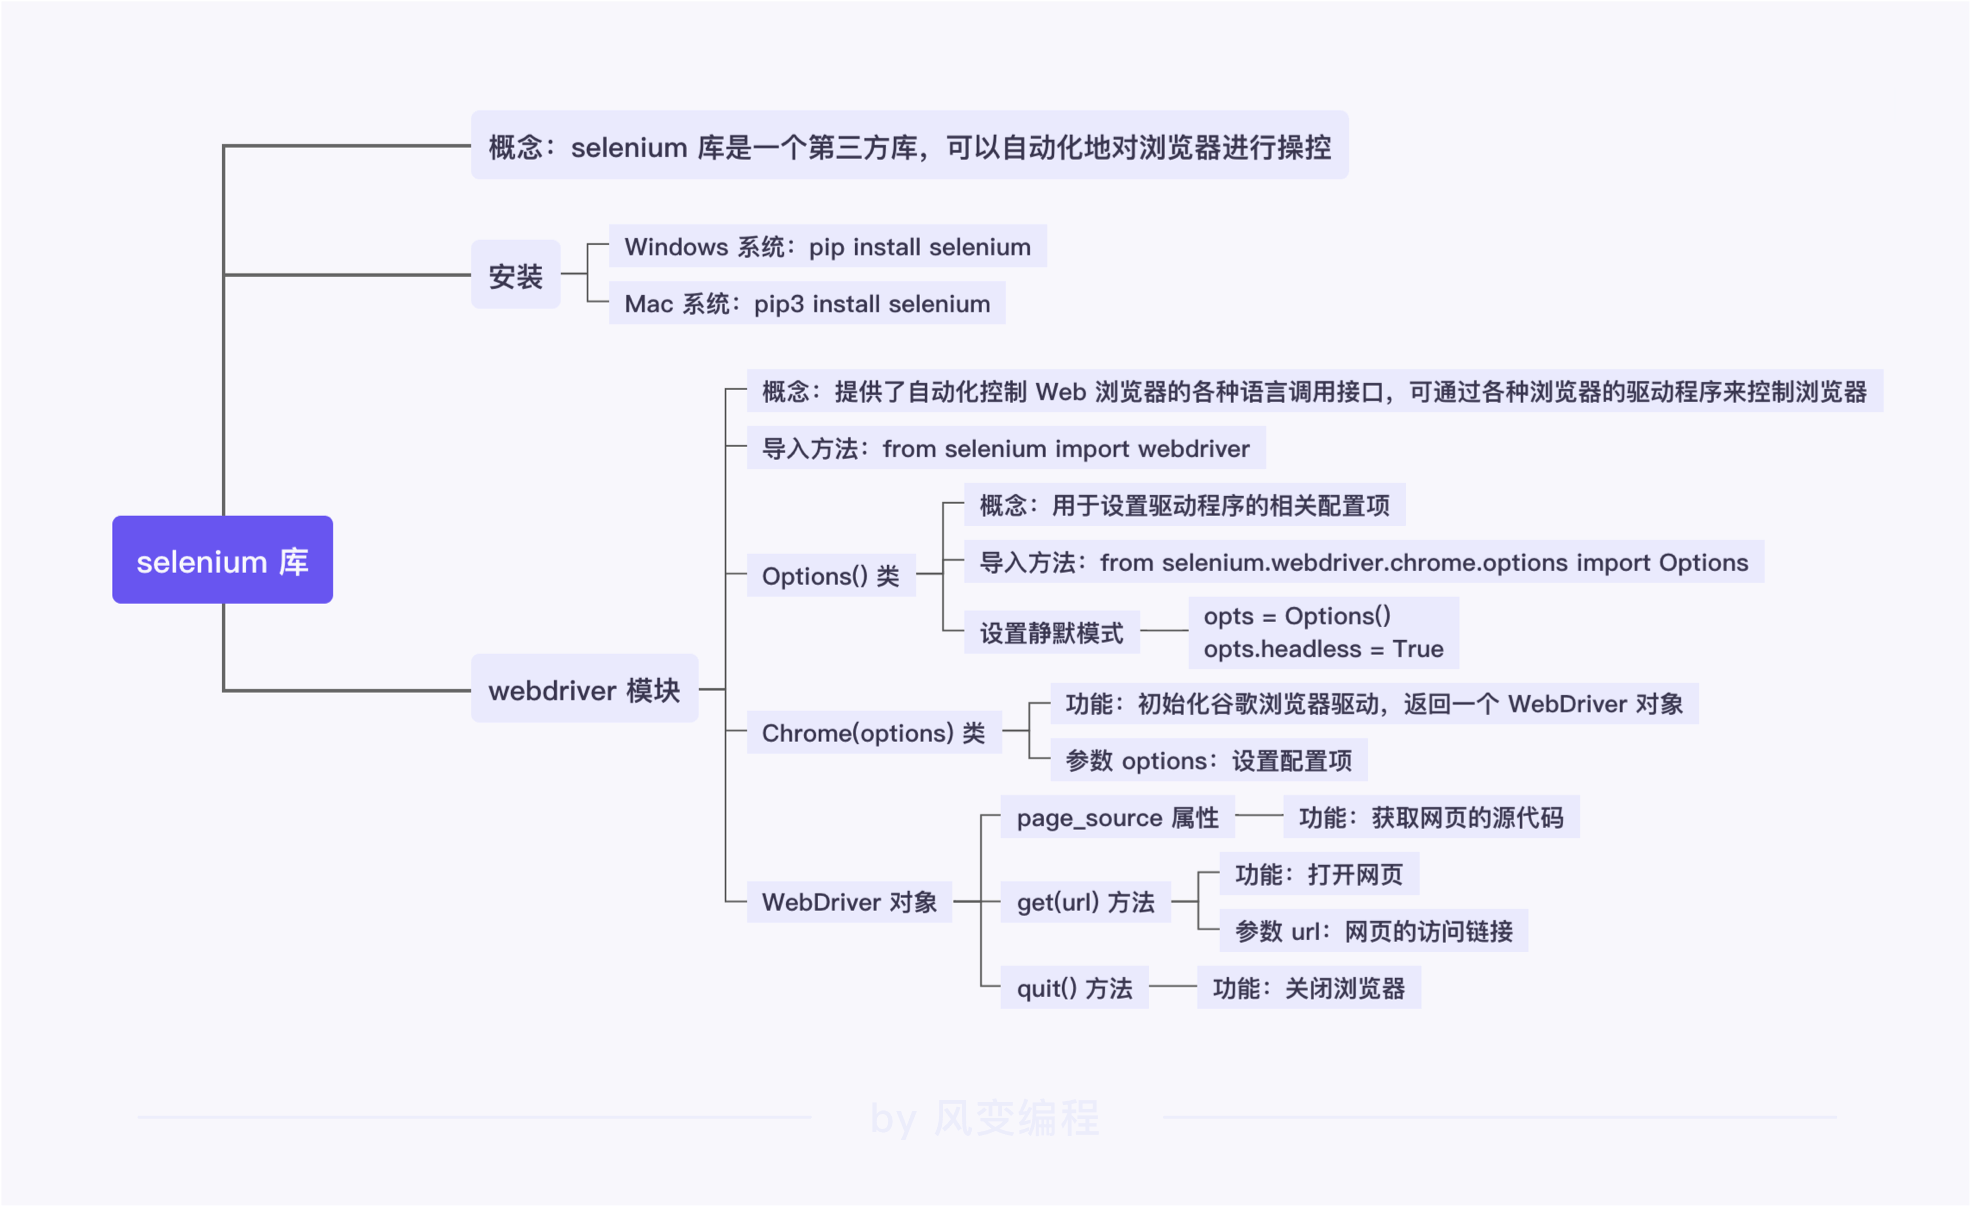 概念：selenium 库是一个第三方库，可以自动化地对浏览器进行操控
安装
Windows 系统：pip install selenium
Mac 系统：pip3 install selenium
selenium 库
webdriver 模块
概念：提供了自动化控制 Web 浏览器的各种语言调用接口，可通过各种浏览器的驱动程序来控制浏览器
导入方法：from selenium import webdriver
Options() 类
概念：用于设置驱动程序的相关配置项
导入方法：from selenium.webdriver.chrome.options import Options
设置静默模式
opts = Options()
opts.headless = True
Chrome(options) 类
功能：初始化谷歌浏览器驱动，返回一个 WebDriver 对象
参数 options：设置配置项
WebDriver 对象
page_source 属性
功能：获取网页的源代码
get(url) 方法
功能：打开网页
参数 url：网页的访问链接
quit() 方法
功能：关闭浏览器
by 风变编程